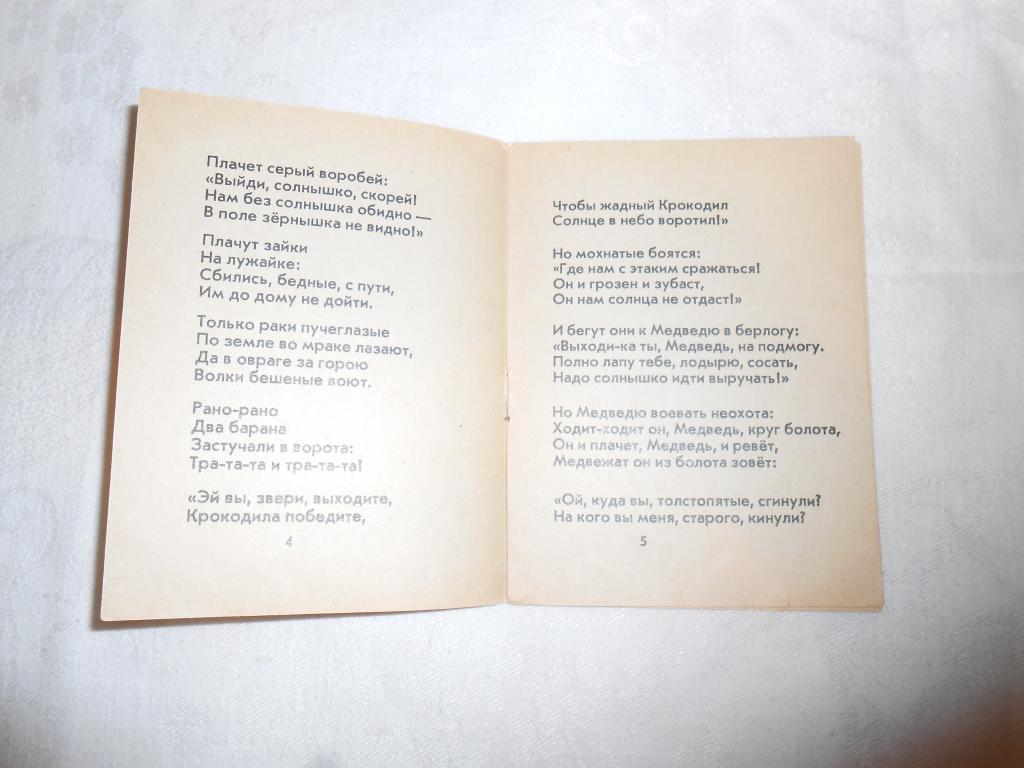 Плачет серый воробей:
«Выйди, солнышко, скорей!
Нам без солнышка обидно —
В поле зёрнышка не видно!»
Плачут зайки
На лужайке:
Сбились, бедные, с пути,
Им до дому не дойти.
Только раки пучеглазые
По земле во мраке лазают,
Да в овраге за горою
Волки бешеные воют.
Рано-рано
Два барана
Застучали в ворота:
Тра-та-та и тра-та-та!
«Эй вы, звери, выходите,
Крокодила победите,
4
Чтобы жадный Крокодил
Солнце в небо воротил!»
Но мохнатые боятся:
«Где нам с этаким сражаться!
Он и грозен и зубаст,
Он нам солнца не отдаст!»
И бегут они к Медведю в берлогу:
«Выходи-ка ты, Медведь, на подмогу.
Полно лапу тебе, лодырю, сосать,
Надо солнышко идти выручать!»
Но Медведю воевать неохота:
Ходит-ходит он, Медведь, круг болота,
Он и плачет, Медведь, и ревёт,
Медвежат он из болота зовёт:
«Ой, куда вы, толстопятые, сгинули?
На кого вы меня, старого, кинули?
5